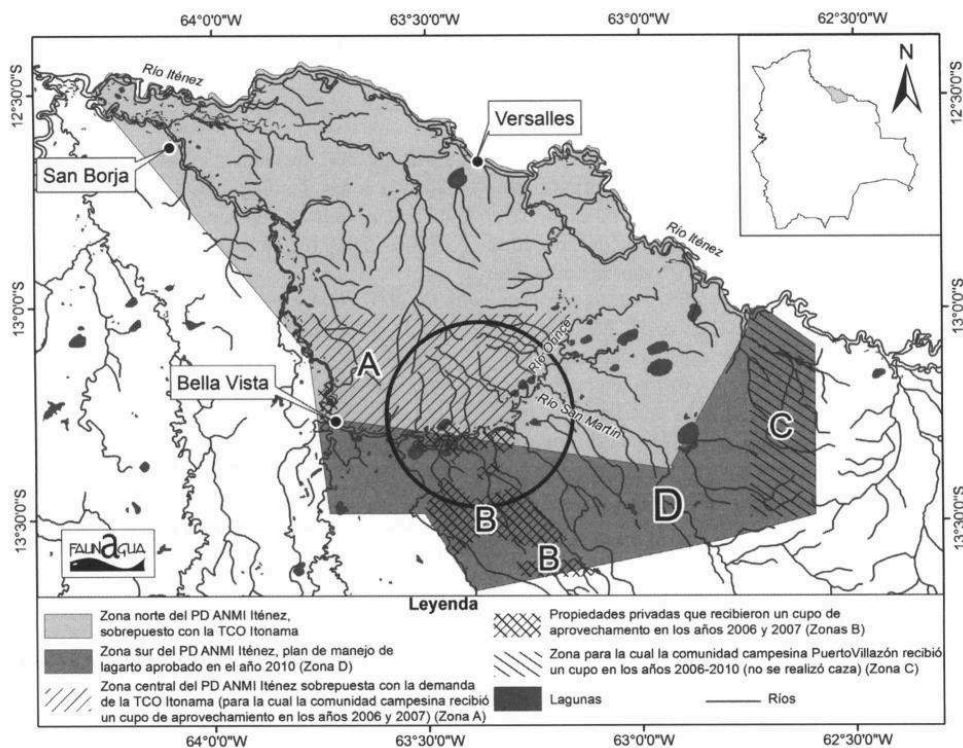 64°0'0"W 63°30'0"W 63°0'0"W 62°30'0"W
12°30'0"S
13°0'0"S
13°30'0"S
N
12°30'0"S
13°0'0"S
13°30'0"S
Río Iténez
San Borja
Versalles
Río Iténez
A
Bella Vista
Río San Martín
C
D
B
B
FAUNAGUA
Leyenda
Zona norte del PD ANMI Iténez,
sobrepuesto con la TCO Itonama
Zona sur del PD ANMI Iténez, plan de manejo de
lagarto aprobado en el año 2010 (Zona D)
Zona central del PD ANMI Iténez sobrepuesta con la demanda
de la TCO Itonama (para la cual la comunidad campesina recibió
un cupo de aprovechamento en los años 2006 y 2007) (Zona A)
Propiedades privadas que recibieron un cupo de
aprovechamento en los años 2006 y 2007 (Zonas B)
Zona para la cual la comunidad campesina PuertoVillazón recibió
un cupo en los años 2006-2010 (no se realizó caza) (Zona C)
Lagunas
Ríos
64°0'0"W 63°30'0"W 63°0'0"W 62°30'0"W